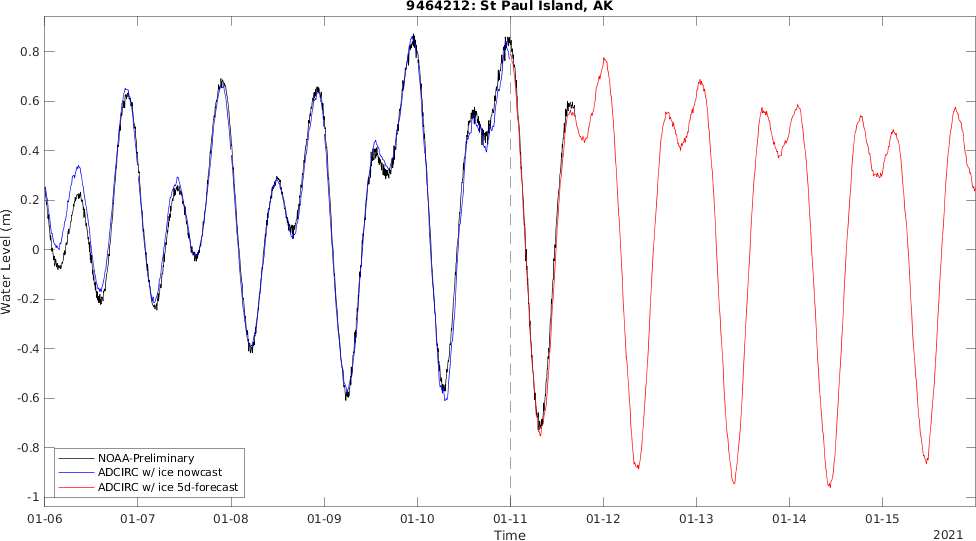 9464212: St Paul Island, AK
0.8
0.6
0.4
0.2
0
-0.2
-0.4
-0.6
-0.8
-1
Water Level (m)
NOAA-Preliminary
ADCIRC w/ ice nowcast
ADCIRC w/ ice 5d-forecast
01-06 01-07 01-08 01-09 01-10 01-11 01-12 01-13 01-14 01-15
Time
2021